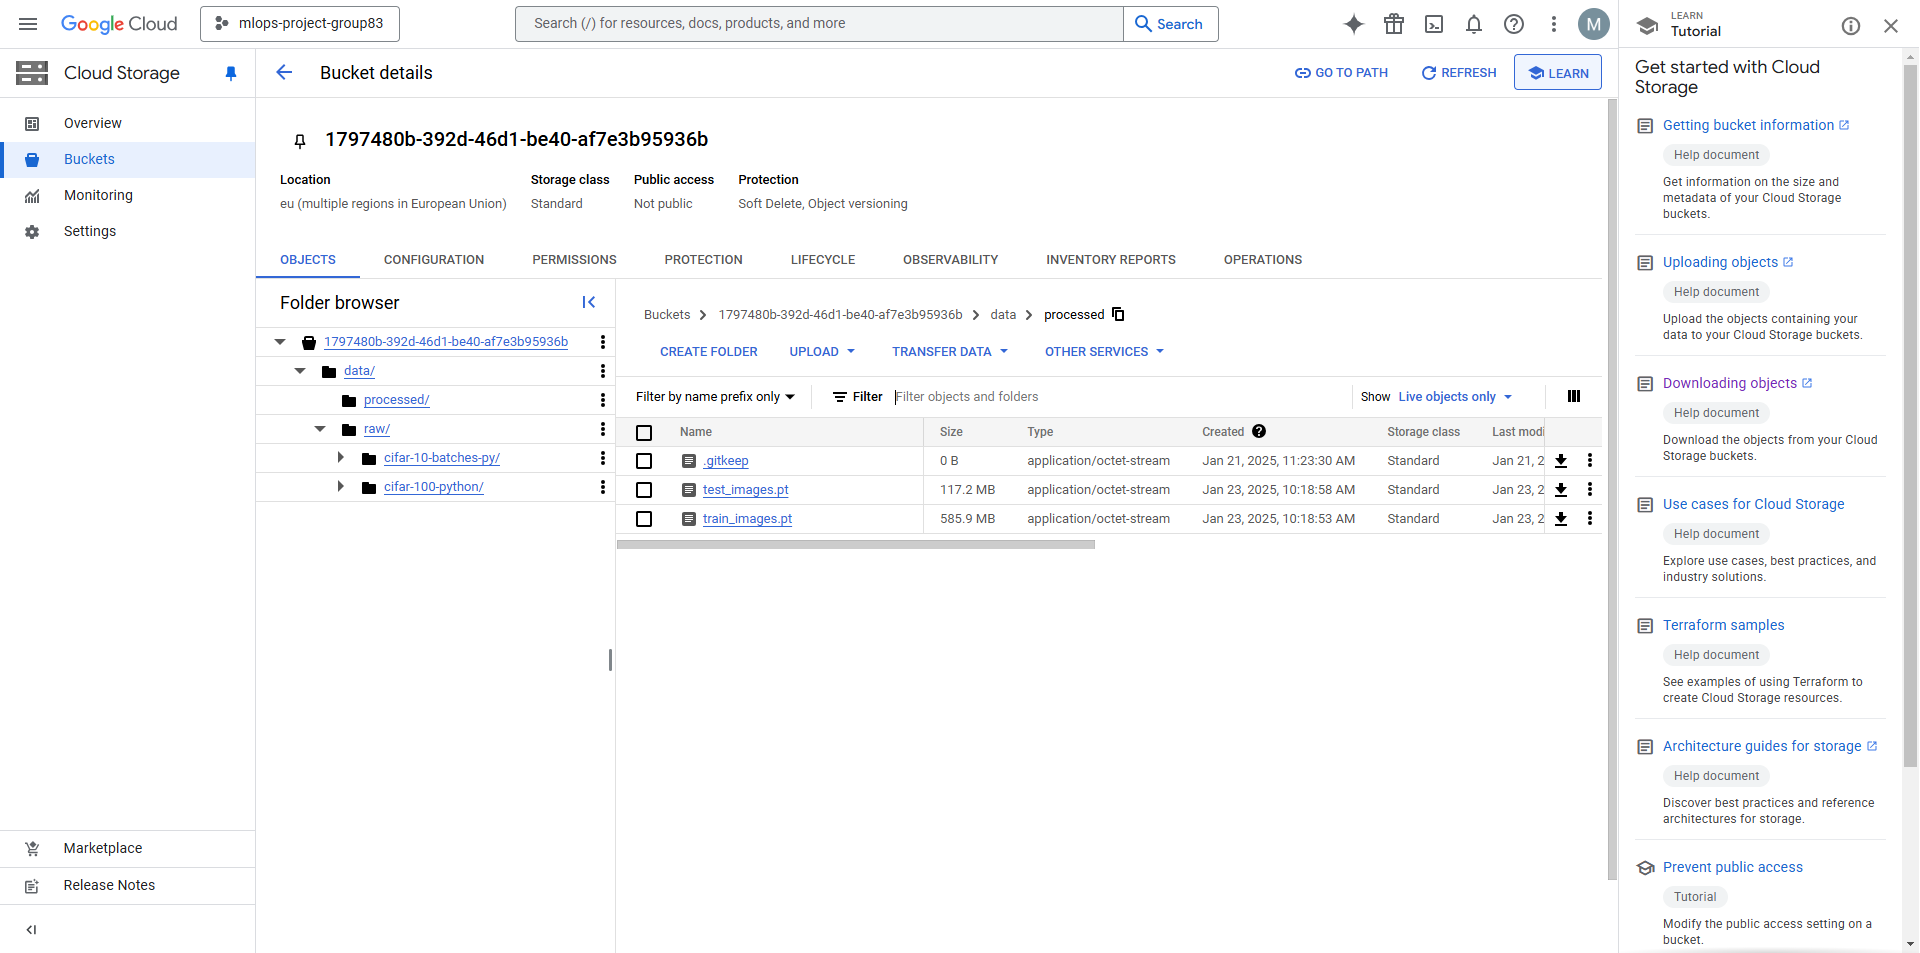 Google Cloud
mlops-project-group83
Search (/) for resources, docs, products, and more
Search
M
LEARN
Tutorial
Cloud Storage
Bucket details
GO TO PATH
REFRESH
LEARN
Overview
Buckets
Monitoring
Settings
Marketplace
Release Notes
1797480b-392d-46d1-be40-af7e3b95936b
Location Storage class Public access Protection
eu (multiple regions in European Union) Standard Not public Soft Delete, Object versioning
OBJECTS CONFIGURATION PERMISSIONS PROTECTION LIFECYCLE OBSERVABILITY INVENTORY REPORTS OPERATIONS
Folder browser
1797480b-392d-46d1-be40-af7e3b95936b
data/
processed/
raw/
cifar-10-batches-py/
cifar-100-python/
Buckets 1797480b-392d-46d1-be40-af7e3b95936b data processed
CREATE FOLDER UPLOAD TRANSFER DATA OTHER SERVICES
Filter by name prefix only Filter Filter objects and folders Show Live objects only
Name Size Type Created Storage class Last modi
.gitkeep 0 B application/octet-stream Jan 21, 2025, 11:23:30 AM Standard Jan 21, 2
test_images.pt 117.2 MB application/octet-stream Jan 23, 2025, 10:18:58 AM Standard Jan 23, 2
train_images.pt 585.9 MB application/octet-stream Jan 23, 2025, 10:18:53 AM Standard Jan 23, 2
Get started with Cloud
Storage
Getting bucket information
Help document
Get information on the size and
metadata of your Cloud Storage
buckets.
Uploading objects
Help document
Upload the objects containing your
data to your Cloud Storage buckets.
Downloading objects
Help document
Download the objects from your Cloud
Storage buckets.
Use cases for Cloud Storage
Help document
Explore use cases, best practices, and
industry solutions.
Terraform samples
Help document
See examples of using Terraform to
create Cloud Storage resources.
Architecture guides for storage
Help document
Discover best practices and reference
architectures for storage.
Prevent public access
Tutorial
Modify the public access setting on a
bucket.